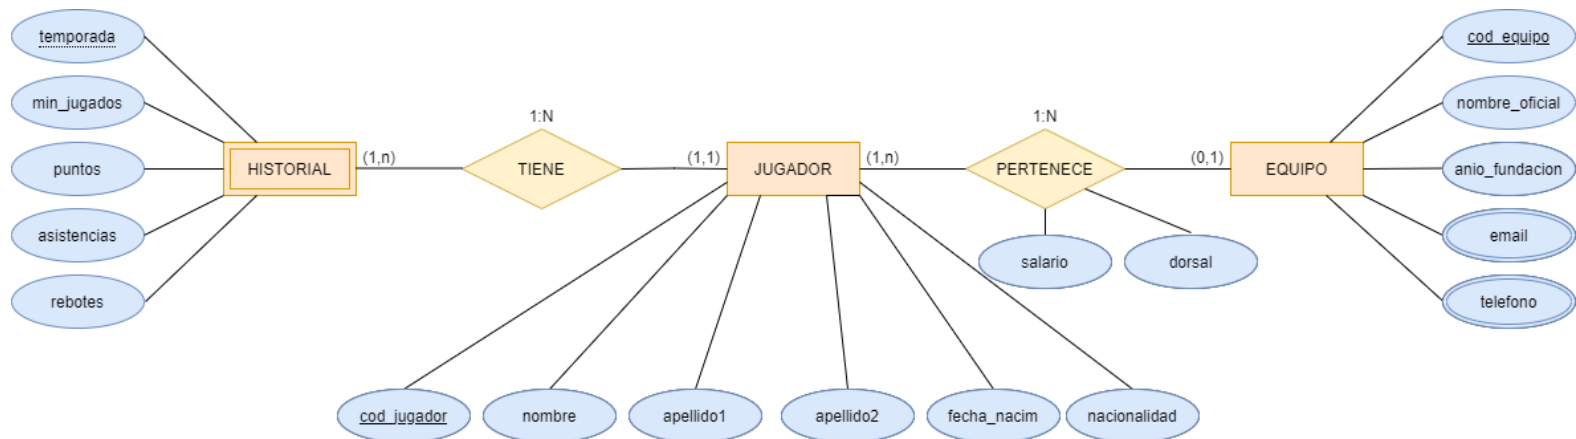 temporada
cod_equipo
min_jugados
nombre_oficial
1:N
1:N
puntos
HISTORIAL
(1,n)
TIENE
(1,1)
JUGADOR
(1,n)
PERTENECE
(0,1)
EQUIPO
anio_fundacion
asistencias
email
salario
dorsal
rebotes
telefono
cod_jugador
nombre
apellido1
apellido2
fecha_nacim
nacionalidad